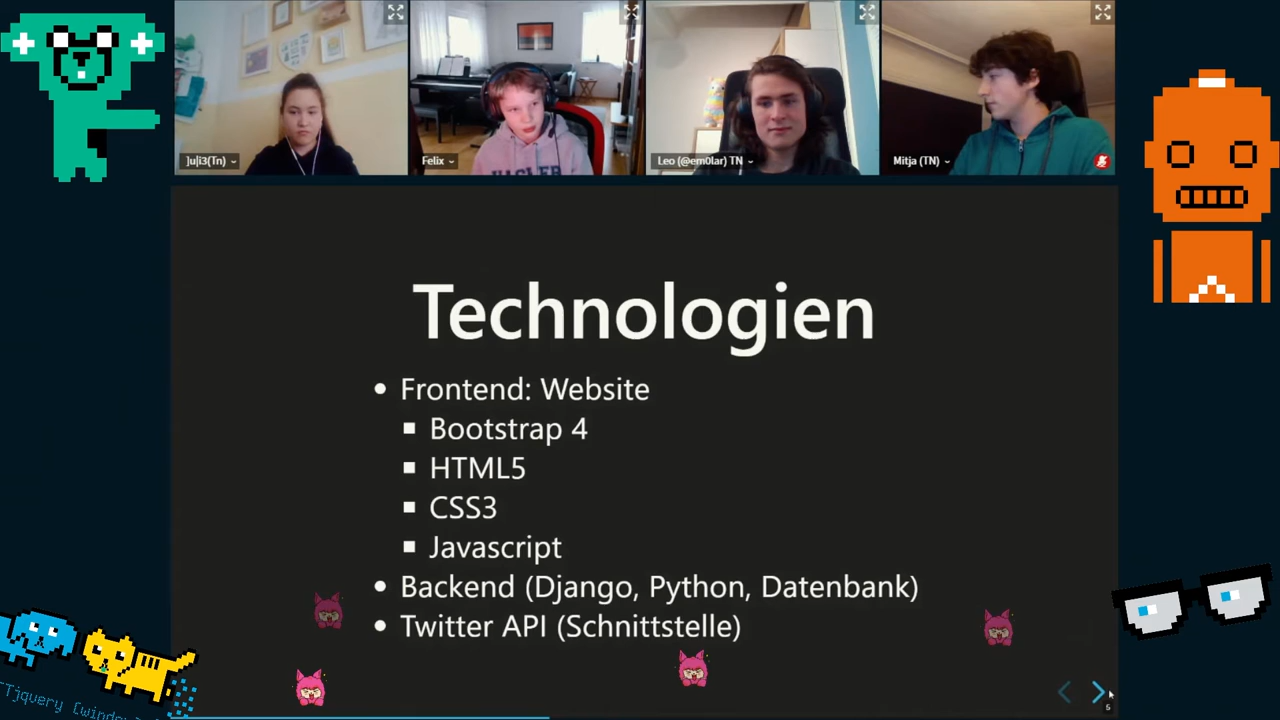 ]u|i3(Tn)
Felix
Leo (@em0lar) TN
Mitja (TN)
Technologien
Frontend: Website
Bootstrap 4
HTML5
CSS3
Javascript
Backend (Django, Python, Datenbank)
Twitter API (Schnittstelle)
5